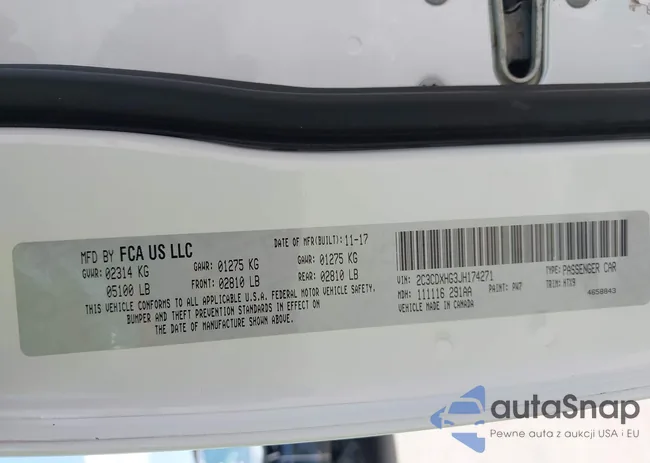 MFD BY FCA US LLC
DATE OF MFR(BUILT): 11-17
GVWR: 02314 KG
GAWR: 01275 KG
GAWR: 01275 KG
05100 LB
FRONT: 02810 LB
REAR: 02810 LB
THIS VEHICLE CONFORMS TO ALL APPLICABLE U.S.A. FEDERAL MOTOR VEHICLE SAFETY,
BUMPER AND THEFT PREVENTION STANDARDS IN EFFECT ON
THE DATE OF MANUFACTURE SHOWN ABOVE.
VIN: 2C3CDXHG3JH174271
TYPE: PASSENGER CAR
MDH: 111116 291AA
PAINT: PW7
TRIM: HTX9
VEHICLE MADE IN CANADA
4658043
autaSnap
Pewne auta z aukcji USA i EU